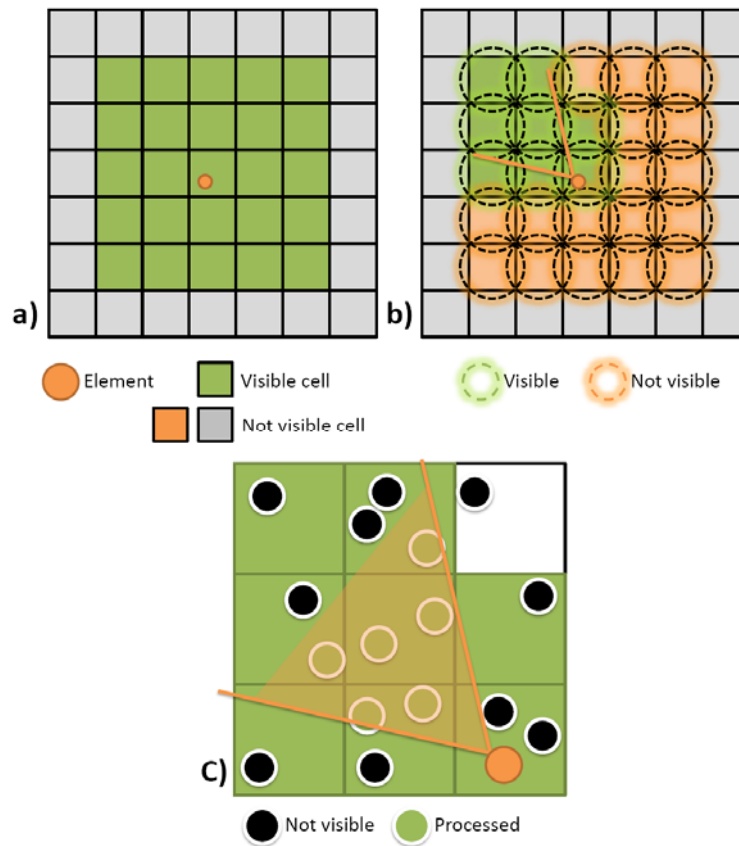 a)
b)
Element
Visible cell
Visible
Not visible
Not visible cell
C)
Not visible
Processed